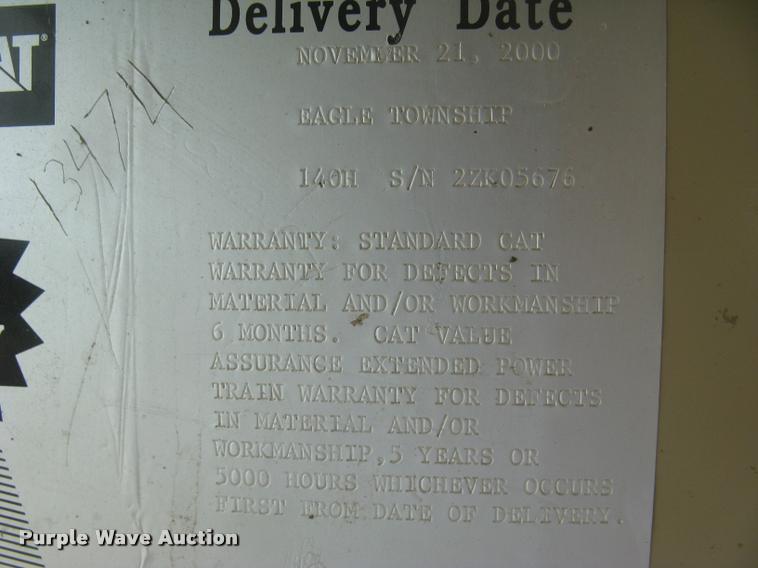 Delivery Date
AT®
NOVEMBER 21, 2000
13474
EAGLE TOWNSHIP
140H S/N 2ZK05676
WARRANTY: STANDARD CAT
WARRANTY FOR DEFECTS IN
MATERIAL AND/OR WORKMANSHIP
6 MONTHS. CAT VALUE
ASSURANCE EXTENDED POWER
TRAIN WARRANTY FOR DEFECTS
IN MATERIAL AND/OR
WORKMANSHIP,5 YEARS OR
5000 HOURS WHICHEVER OCCURS
FIRST FROM DATE OF DELIVERY.
Purple Wave Auction